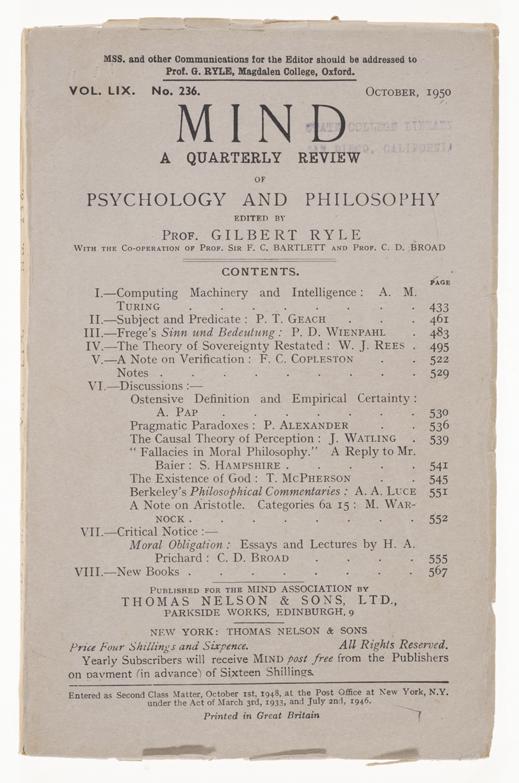 MSS. and other Communications for the Editor should be addressed to
Prof. G. RYLE, Magdalen College, Oxford.
VOL. LIX. No. 236. OCTOBER, 1950
MIND
STATE COLLEGE LIBRARY
SAN DIEGO, CALIFORNIA
A QUARTERLY REVIEW
OF
PSYCHOLOGY AND PHILOSOPHY
EDITED BY
PROF. GILBERT RYLE
WITH THE CO-OPERATION OF PROF. SIR F. C. BARTLETT AND PROF. C. D. BROAD
CONTENTS.
PAGE
I.—Computing Machinery and Intelligence : A. M.
TURING . . . . . . . 433
II.—Subject and Predicate : P. T. GEACH . . . 461
III.—Frege's Sinn und Bedeutung : P. D. WIENPAHL . 483
IV.—The Theory of Sovereignty Restated : W. J. REES . 495
V.—A Note on Verification : F. C. COPLESTON . . 522
Notes . . . . . . . . 529
VI.—Discussions :—
Ostensive Definition and Empirical Certainty :
A. PAP . . . . . . 530
Pragmatic Paradoxes : P. ALEXANDER . . . 536
The Causal Theory of Perception : J. WATLING . 539
" Fallacies in Moral Philosophy." A Reply to Mr.
Baier : S. HAMPSHIRE . . . . . 541
The Existence of God : T. MCPHERSON . . 545
Berkeley's Philosophical Commentaries : A. A. LUCE 551
A Note on Aristotle. Categories 6a 15 : M. WAR-
NOCK . . . . . . . 552
VII.—Critical Notice :—
Moral Obligation : Essays and Lectures by H. A.
Prichard : C. D. BROAD . . . . 555
VIII.—New Books . . . . . . . 567
PUBLISHED FOR THE MIND ASSOCIATION BY
THOMAS NELSON & SONS, LTD.,
PARKSIDE WORKS, EDINBURGH, 9
NEW YORK: THOMAS NELSON & SONS
Price Four Shillings and Sixpence. All Rights Reserved.
Yearly Subscribers will receive MIND post free from the Publishers
on payment (in advance) of Sixteen Shillings.
Entered as Second Class Matter, October 1st, 1948, at the Post Office at New York, N.Y.
under the Act of March 3rd, 1933, and July 2nd, 1946.
Printed in Great Britain